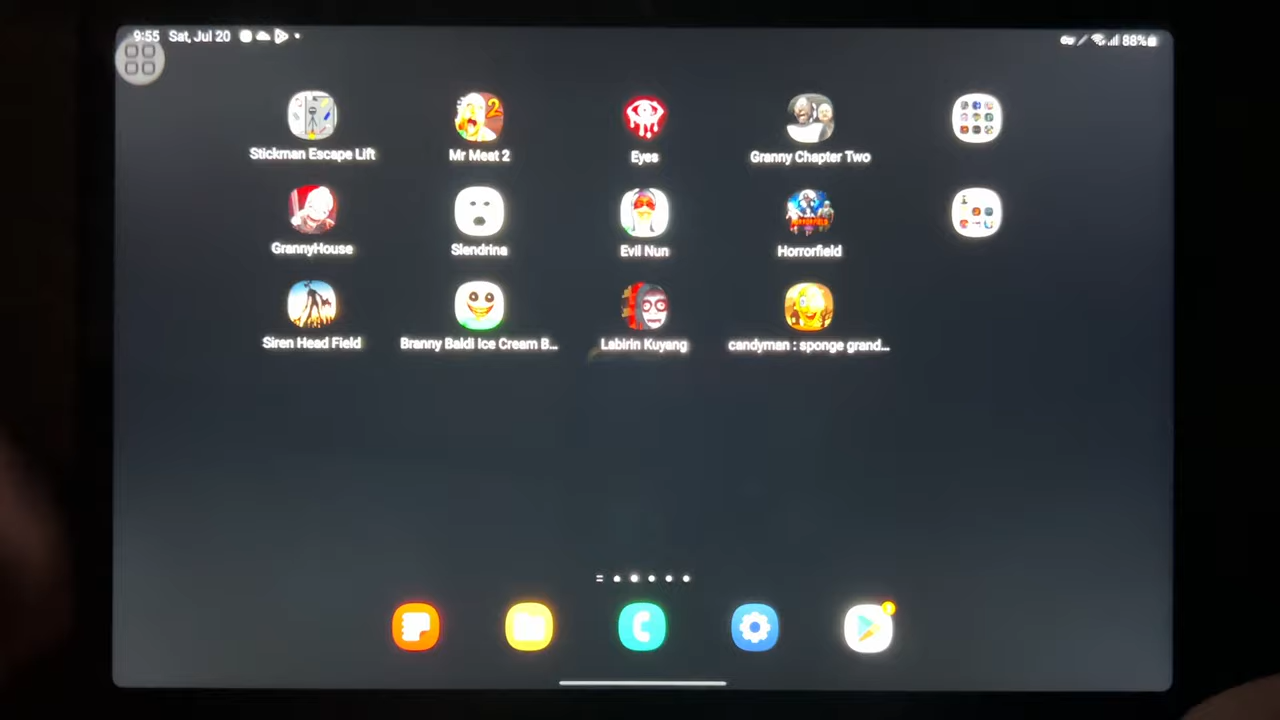 9:55 Sat, Jul 20 88%
Stickman Escape Lift Mr Meat 2 Eyes Granny Chapter Two
GrannyHouse Slendrina Evil Nun Horrorfield
Siren Head Field Branny Baldi Ice Cream B... Labirin Kuyang candyman : sponge grand...